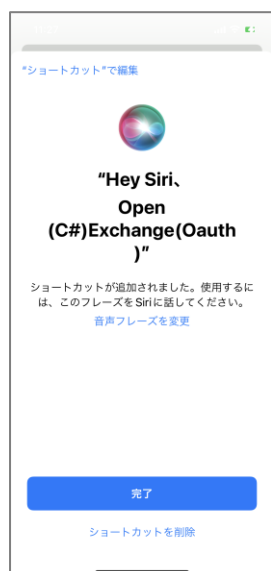 "ショートカット"で編集
“Hey Siri、
Open
(C#)Exchange(Oauth
)”
ショートカットが追加されました。使用するに
は、このフレーズをSiriに話してください。
音声フレーズを変更
完了
ショートカットを削除